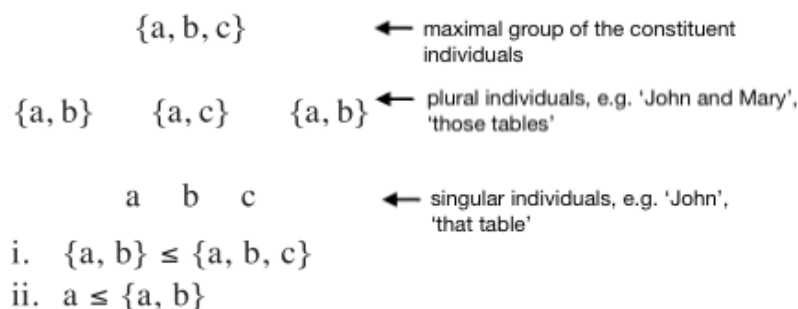 {a, b, c}
← maximal group of the constituent
individuals
{a, b} {a, c} {a, b}
← plural individuals, e.g. 'John and Mary',
'those tables'
a b c
← singular individuals, e.g. 'John',
'that table'
i. {a, b} ≤ {a, b, c}
ii. a ≤ {a, b}